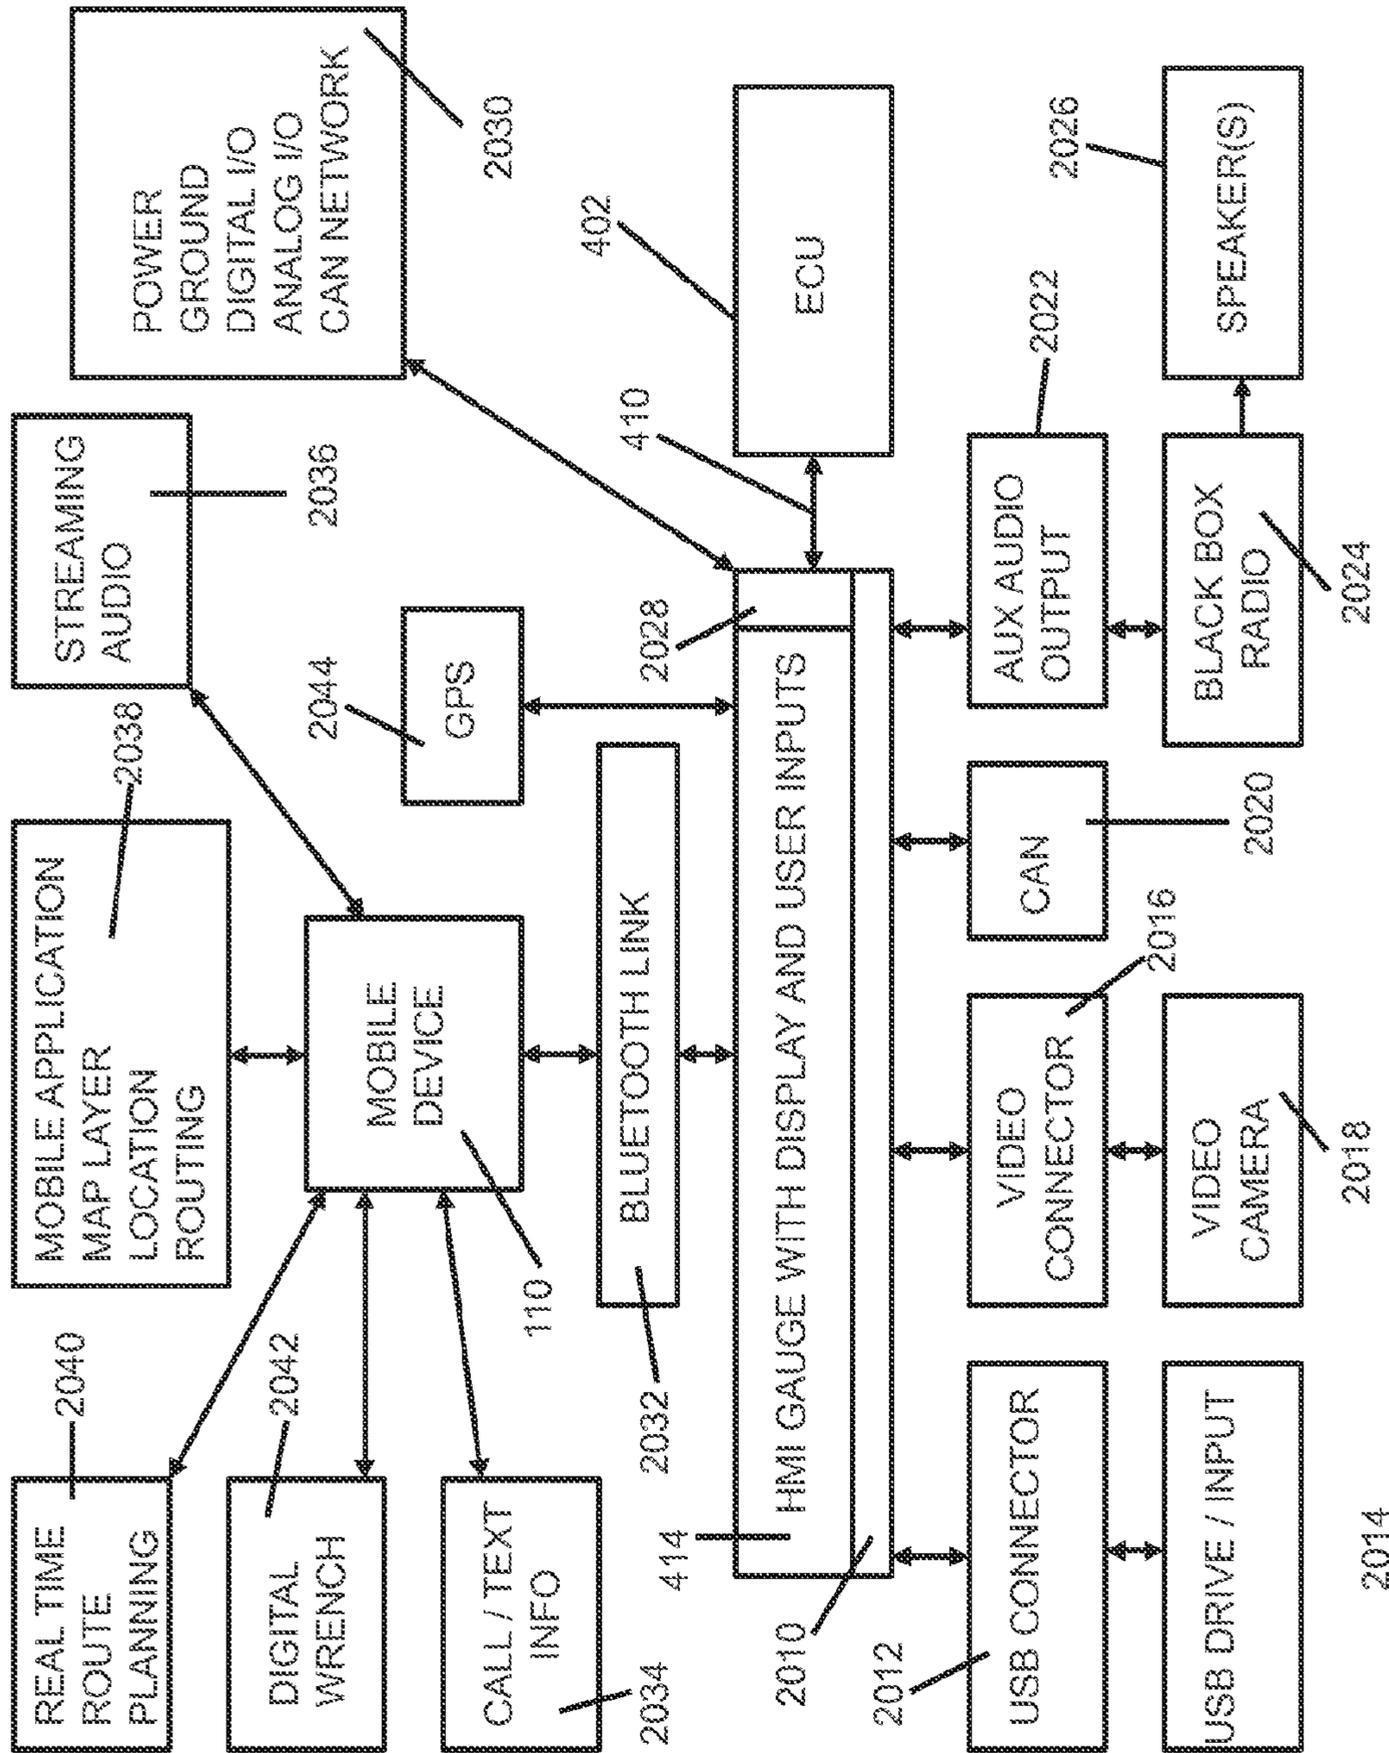 REAL TIME
ROUTE
PLANNING
2040
MOBILE APPLICATION
MAP LAYER
LOCATION
ROUTING
2038
STREAMING
AUDIO
2036
POWER
GROUND
DIGITAL I/O
ANALOG I/O
CAN NETWORK
2030
DIGITAL
WRENCH
2042
MOBILE
DEVICE
110
2044
GPS
CALL / TEXT
INFO
2034
2032
BLUETOOTH LINK
2028
410
402
414
HMI GAUGE WITH DISPLAY AND USER INPUTS
ECU
2010
2012
USB CONNECTOR
VIDEO
CONNECTOR
2016
CAN
2020
AUX AUDIO
OUTPUT
2022
2026
USB DRIVE / INPUT
2014
VIDEO
CAMERA
2018
BLACK BOX
RADIO
2024
SPEAKER(S)